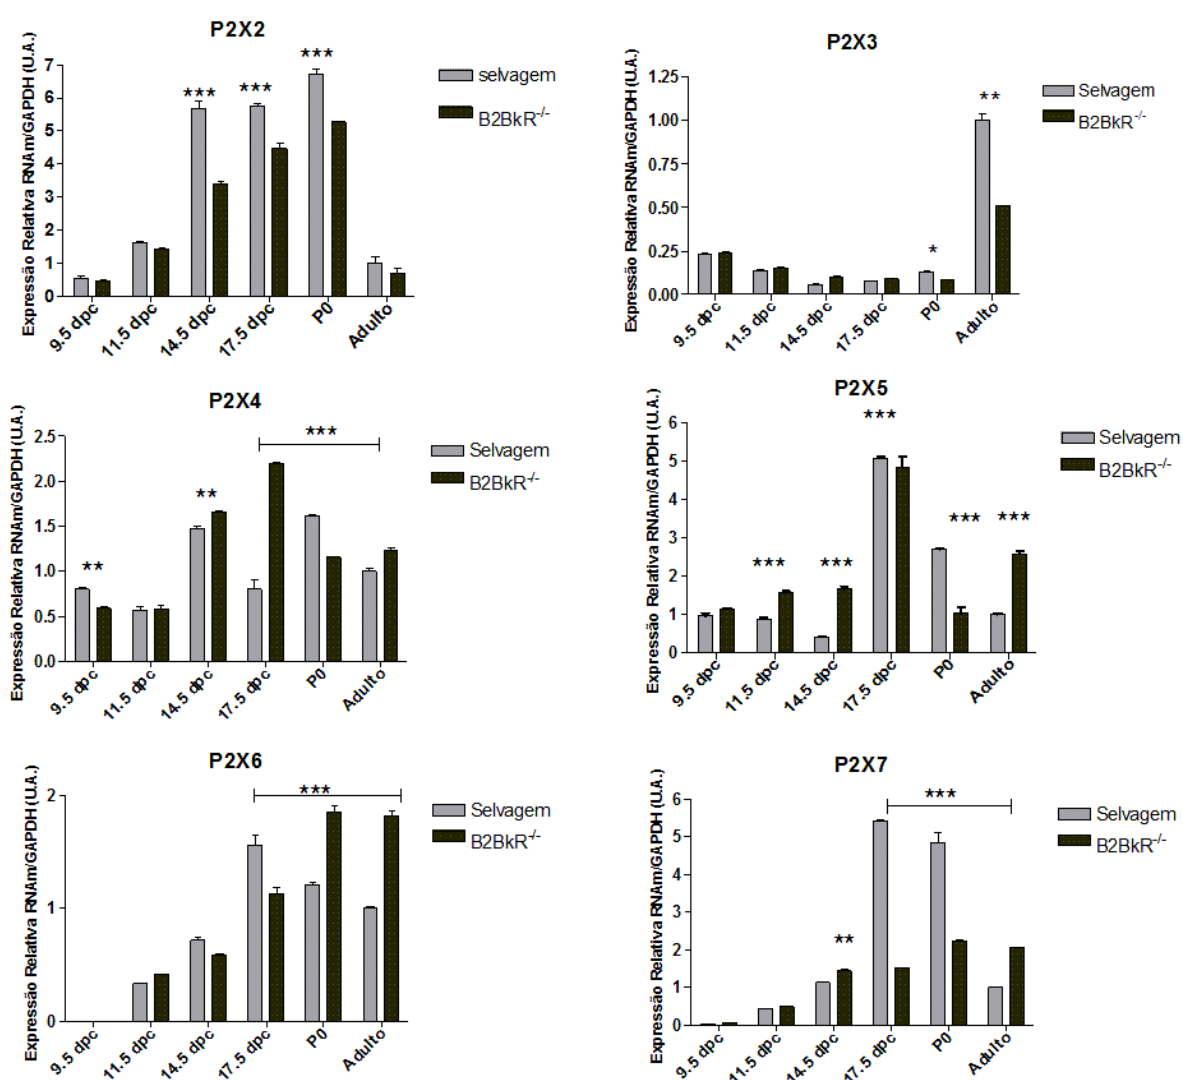 P2X2
Expressão Relativa RNAm/GAPDH (U.A.)
7
6
5
4
3
2
1
0
***
***
***
selvagem
B2BkR-/-
9.5 dpc
11.5 dpc
14.5 dpc
17.5 dpc
P0
Adulto
P2X3
Expressão Relativa RNAm/GAPDH (U.A.)
1.25
1.00
0.75
0.50
0.25
0.00
*
**
Selvagem
B2BkR-/-
9.5 dpc
11.5 dpc
14.5 dpc
17.5 dpc
P0
Adulto
P2X4
Expressão Relativa RNAm/GAPDH (U.A.)
2.5
2.0
1.5
1.0
0.5
0.0
**
**
***
Selvagem
B2BkR-/-
9.5 dpc
11.5 dpc
14.5 dpc
17.5 dpc
P0
Adulto
P2X5
Expressão Relativa RNAm/GAPDH (U.A.)
6
5
4
3
2
1
0
***
***
***
***
***
Selvagem
B2BkR-/-
9.5 dpc
11.5 dpc
14.5 dpc
17.5 dpc
P0
Adulto
P2X6
Expressão Relativa RNAm/GAPDH (U.A.)
2
1
0
***
Selvagem
B2BkR-/-
9.5 dpc
11.5 dpc
14.5 dpc
17.5 dpc
P0
Adulto
P2X7
Expressão Relativa RNAm/GAPDH (U.A.)
6
5
4
3
2
1
0
**
***
Selvagem
B2BkR-/-
9.5 dpc
11.5 dpc
14.5 dpc
17.5 dpc
P0
Adulto